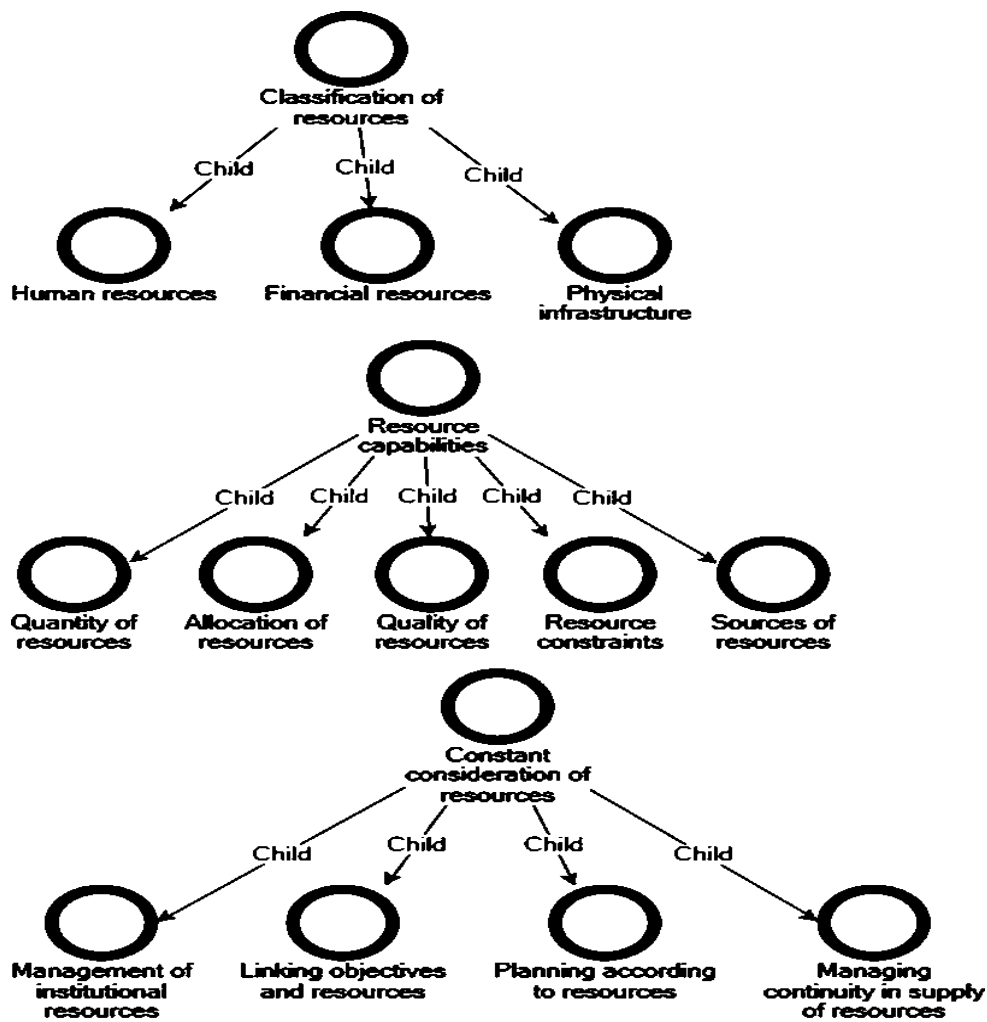 Classification of
resources
Child
Child
Child
Human resources
Financial resources
Physical
infrastructure
Resource
capabilities
Child
Child
Child
Child
Child
Quantity of
resources
Allocation of
resources
Quality of
resources
Resource
constraints
Sources of
resources
Constant
consideration of
resources
Child
Child
Child
Child
Management of
institutional
resources
Linking objectives
and resources
Planning according
to resources
Managing
continuity in supply
of resources